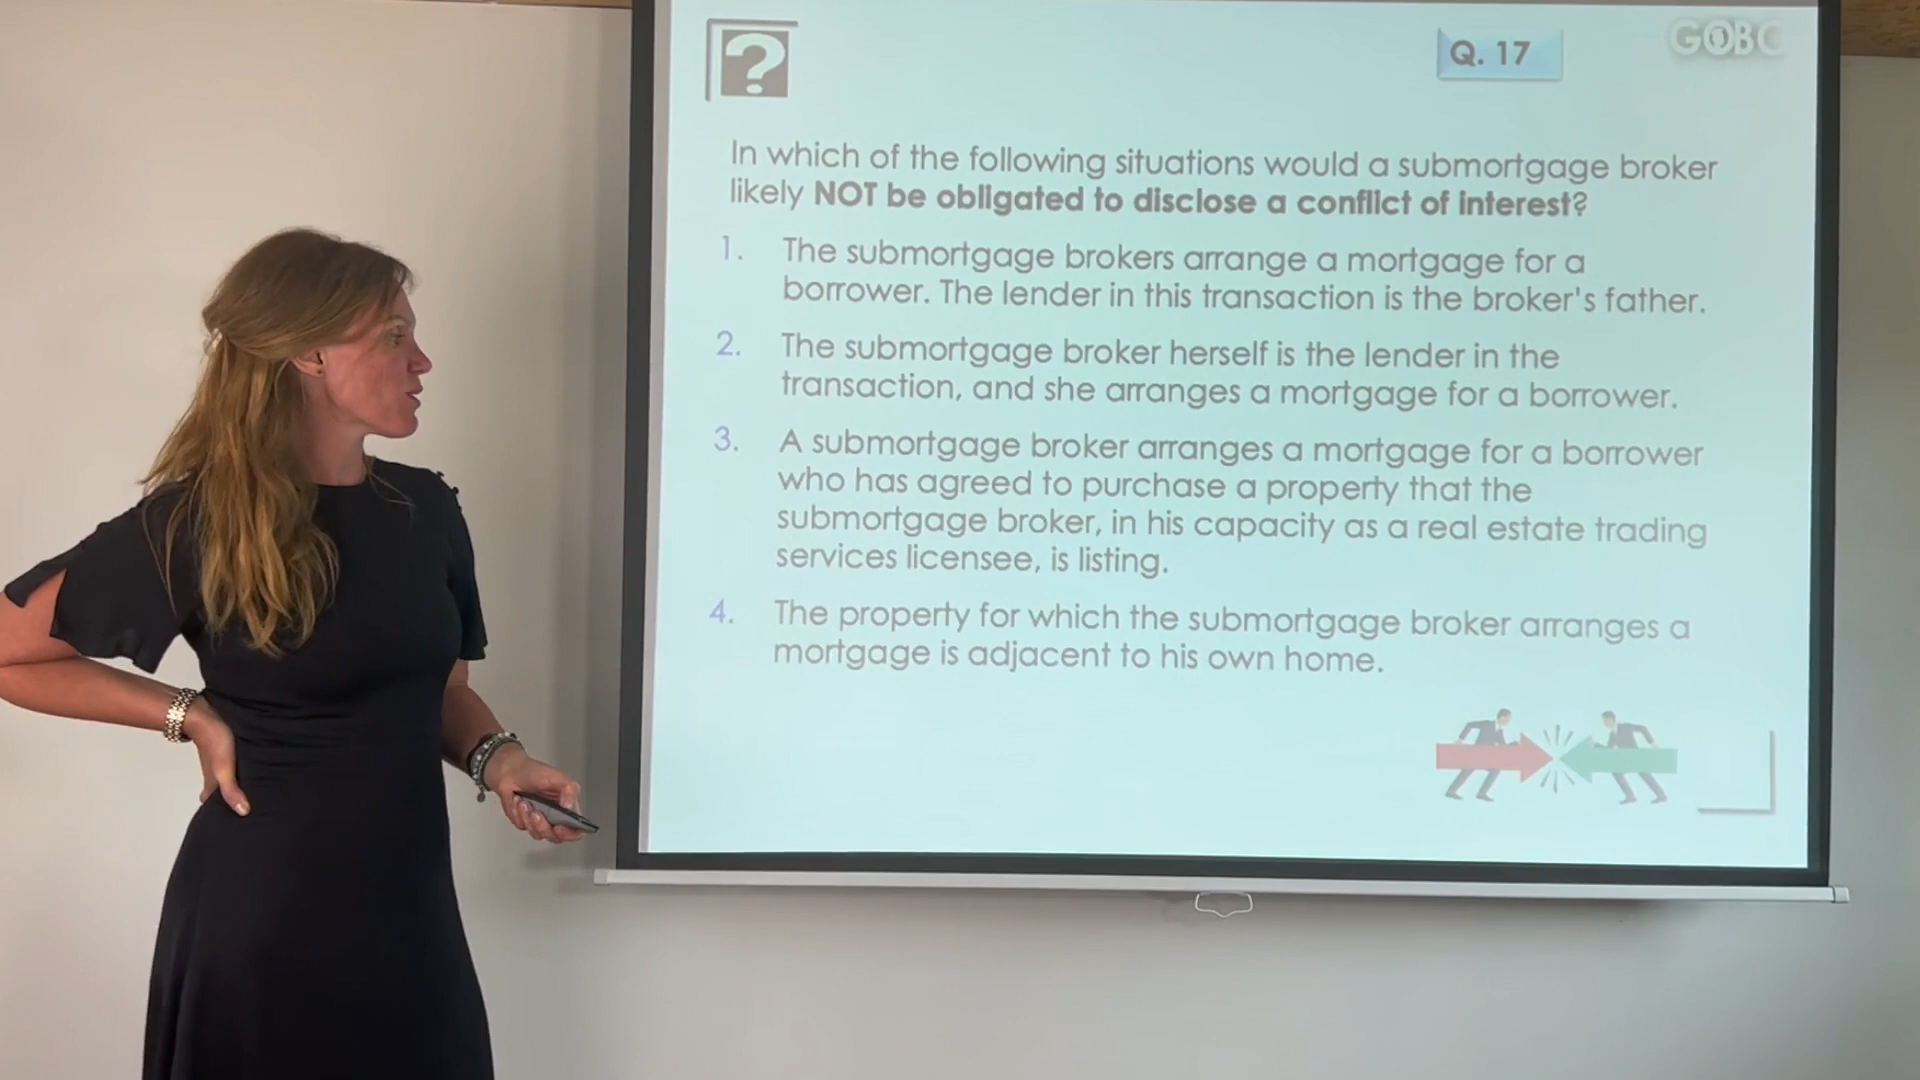 ?
Q. 17
GOBC
In which of the following situations would a submortgage broker
likely NOT be obligated to disclose a conflict of interest?
1. The submortgage brokers arrange a mortgage for a
borrower. The lender in this transaction is the broker's father.
2. The submortgage broker herself is the lender in the
transaction, and she arranges a mortgage for a borrower.
3. A submortgage broker arranges a mortgage for a borrower
who has agreed to purchase a property that the
submortgage broker, in his capacity as a real estate trading
services licensee, is listing.
4. The property for which the submortgage broker arranges a
mortgage is adjacent to his own home.